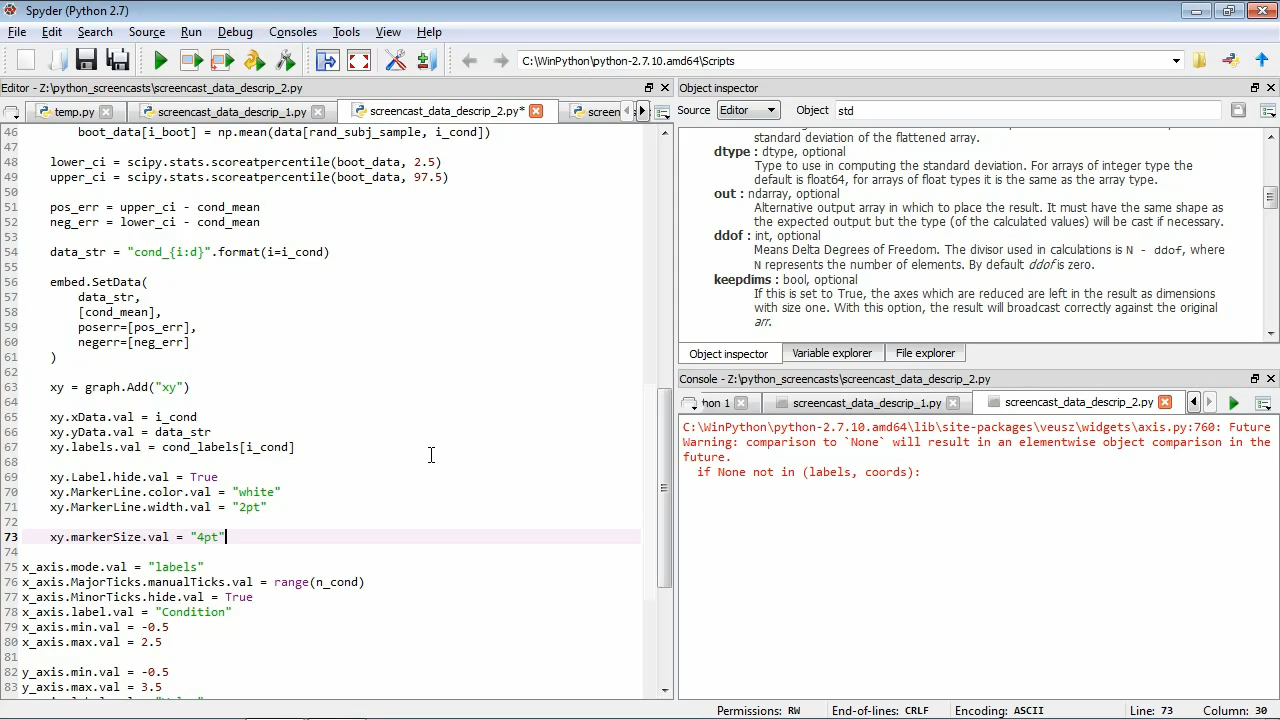 Spyder (Python 2.7)
File Edit Search Source Run Debug Consoles Tools View Help
C:\WinPython\python-2.7.10.amd64\Scripts
Editor - Z:\python_screencasts\screencast_data_descrip_2.py
temp.py screencast_data_descrip_1.py screencast_data_descrip_2.py* screen
46 boot_data[i_boot] = np.mean(data[rand_subj_sample, i_cond])
47
48 lower_ci = scipy.stats.scoreatpercentile(boot_data, 2.5)
49 upper_ci = scipy.stats.scoreatpercentile(boot_data, 97.5)
50
51 pos_err = upper_ci - cond_mean
52 neg_err = lower_ci - cond_mean
53
54 data_str = "cond_{i:d}".format(i=i_cond)
55
56 embed.SetData(
57 data_str,
58 [cond_mean],
59 poserr=[pos_err],
60 negerr=[neg_err]
61 )
62
63 xy = graph.Add("xy")
64
65 xy.xData.val = i_cond
66 xy.yData.val = data_str
67 xy.labels.val = cond_labels[i_cond]
68
69 xy.Label.hide.val = True
70 xy.MarkerLine.color.val = "white"
71 xy.MarkerLine.width.val = "2pt"
72
73 xy.markerSize.val = "4pt"
74
75 x_axis.mode.val = "labels"
76 x_axis.MajorTicks.manualTicks.val = range(n_cond)
77 x_axis.MinorTicks.hide.val = True
78 x_axis.label.val = "Condition"
79 x_axis.min.val = -0.5
80 x_axis.max.val = 2.5
81
82 y_axis.min.val = -0.5
83 y_axis.max.val = 3.5
Object inspector
Source Editor Object std
standard deviation of the flattened array.
dtype : dtype, optional
Type to use in computing the standard deviation. For arrays of integer type the
default is float64, for arrays of float types it is the same as the array type.
out : ndarray, optional
Alternative output array in which to place the result. It must have the same shape as
the expected output but the type (of the calculated values) will be cast if necessary.
ddof : int, optional
Means Delta Degrees of Freedom. The divisor used in calculations is N - ddof, where
N represents the number of elements. By default ddof is zero.
keepdims : bool, optional
If this is set to True, the axes which are reduced are left in the result as dimensions
with size one. With this option, the result will broadcast correctly against the original
arr.
Object inspector Variable explorer File explorer
Console - Z:\python_screencasts\screencast_data_descrip_2.py
hon 1 screencast_data_descrip_1.py screencast_data_descrip_2.py
C:\WinPython\python-2.7.10.amd64\lib\site-packages\veusz\widgets\axis.py:760: Future
Warning: comparison to `None` will result in an elementwise object comparison in the
future.
if None not in (labels, coords):
Permissions: RW End-of-lines: CRLF Encoding: ASCII Line: 73 Column: 30